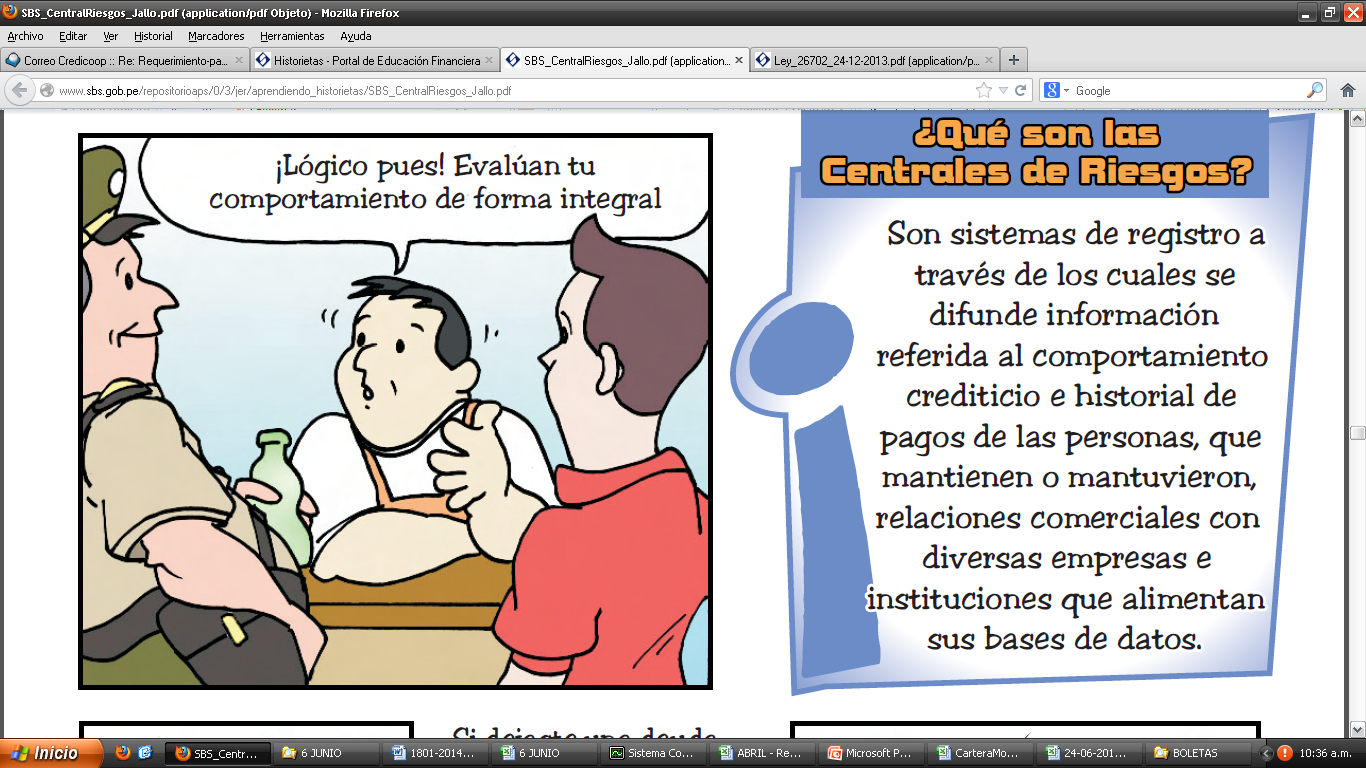 SBS_CentralRiesgos_Jallo.pdf (application/pdf Objeto) - Mozilla Firefox
Archivo Editar Ver Historial Marcadores Herramientas Ayuda
Correo Credicoop :: Re: Requerimiento-pa...
Historietas - Portal de Educación Financiera
SBS_CentralRiesgos_Jallo.pdf (application...
Ley_26702_24-12-2013.pdf (application/p...
www.sbs.gob.pe/repositorioaps/0/3/jer/aprendiendo_historietas/SBS_CentralRiesgos_Jallo.pdf
Google
¡Lógico pues! Evalúan tu
comportamiento de forma integral
¿Qué son las
Centrales de Riesgos?
Son sistemas de registro a
través de los cuales se
difunde información
referida al comportamiento
crediticio e historial de
pagos de las personas, que
mantienen o mantuvieron,
relaciones comerciales con
diversas empresas e
instituciones que alimentan
sus bases de datos.
Inicio
SBS_Centr...
6 JUNIO
1801-2014...
6 JUNIO
Sistema Co...
ABRIL - Re...
Microsoft P...
CarteraMo...
24-06-201...
BOLETAS
10:36 a.m.